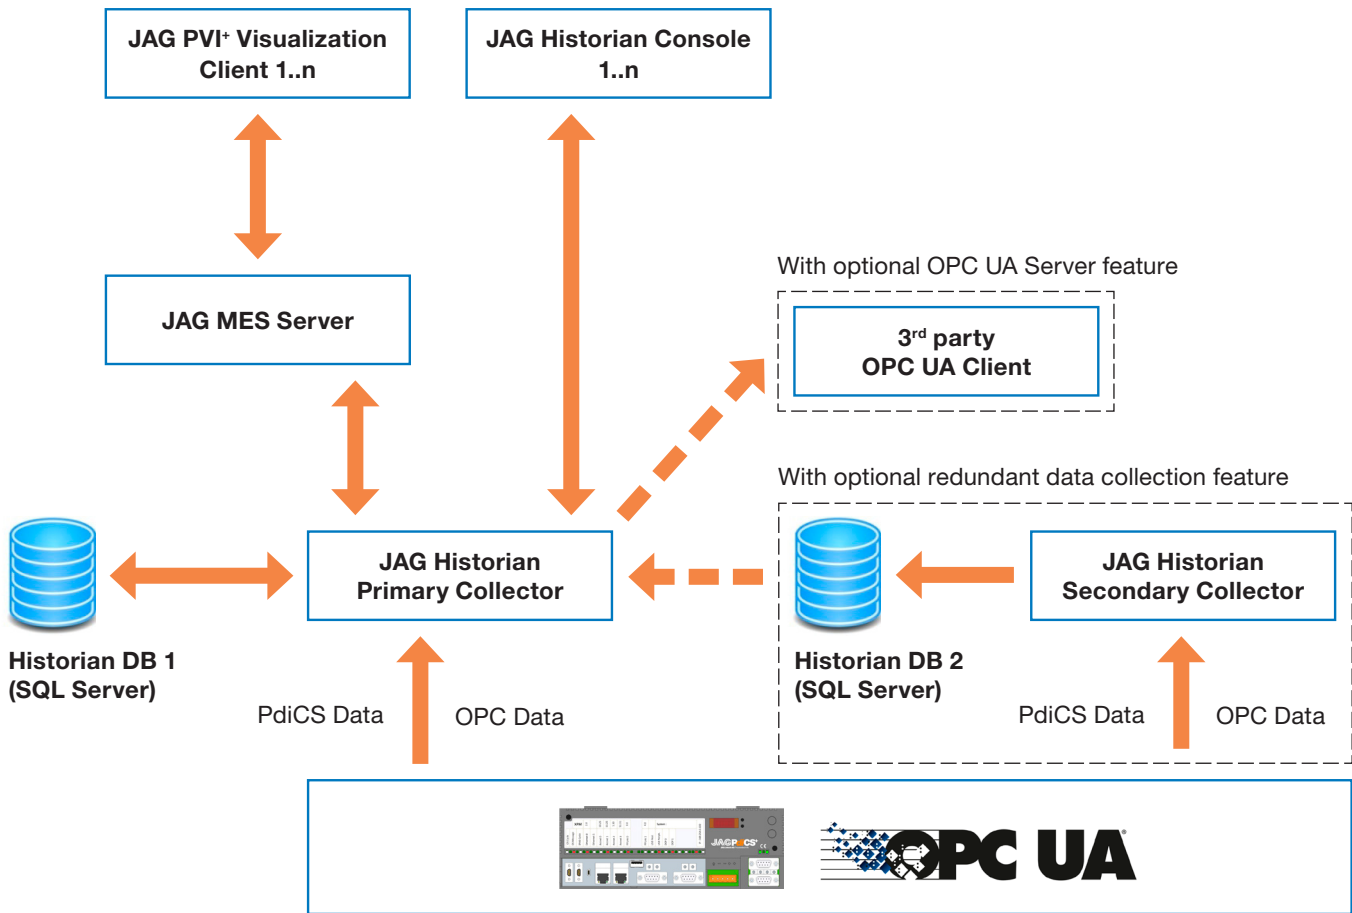 JAG PVI⁺ Visualization
Client 1..n
JAG Historian Console
1..n
With optional OPC UA Server feature
JAG MES Server
3rd party
OPC UA Client
With optional redundant data collection feature
JAG Historian
Primary Collector
JAG Historian
Secondary Collector
Historian DB 1
(SQL Server)
Historian DB 2
(SQL Server)
PdiCS Data
OPC Data
PdiCS Data
OPC Data
OPC UA